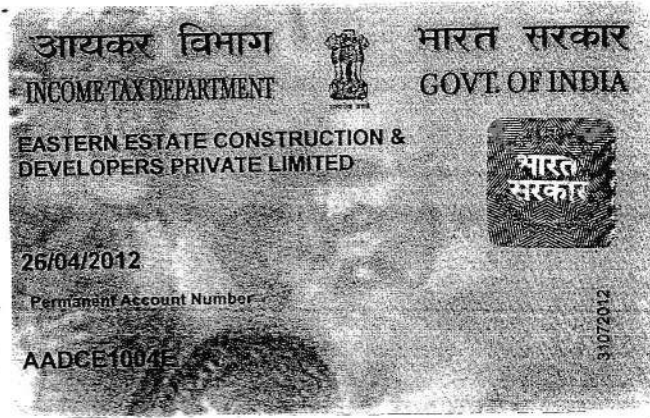 आयकर विभाग
भारत सरकार
INCOME TAX DEPARTMENT
GOVT. OF INDIA
EASTERN ESTATE CONSTRUCTION &
DEVELOPERS PRIVATE LIMITED
भारत
सरकार
26/04/2012
Permanent Account Number
AADCE1004E
31072012